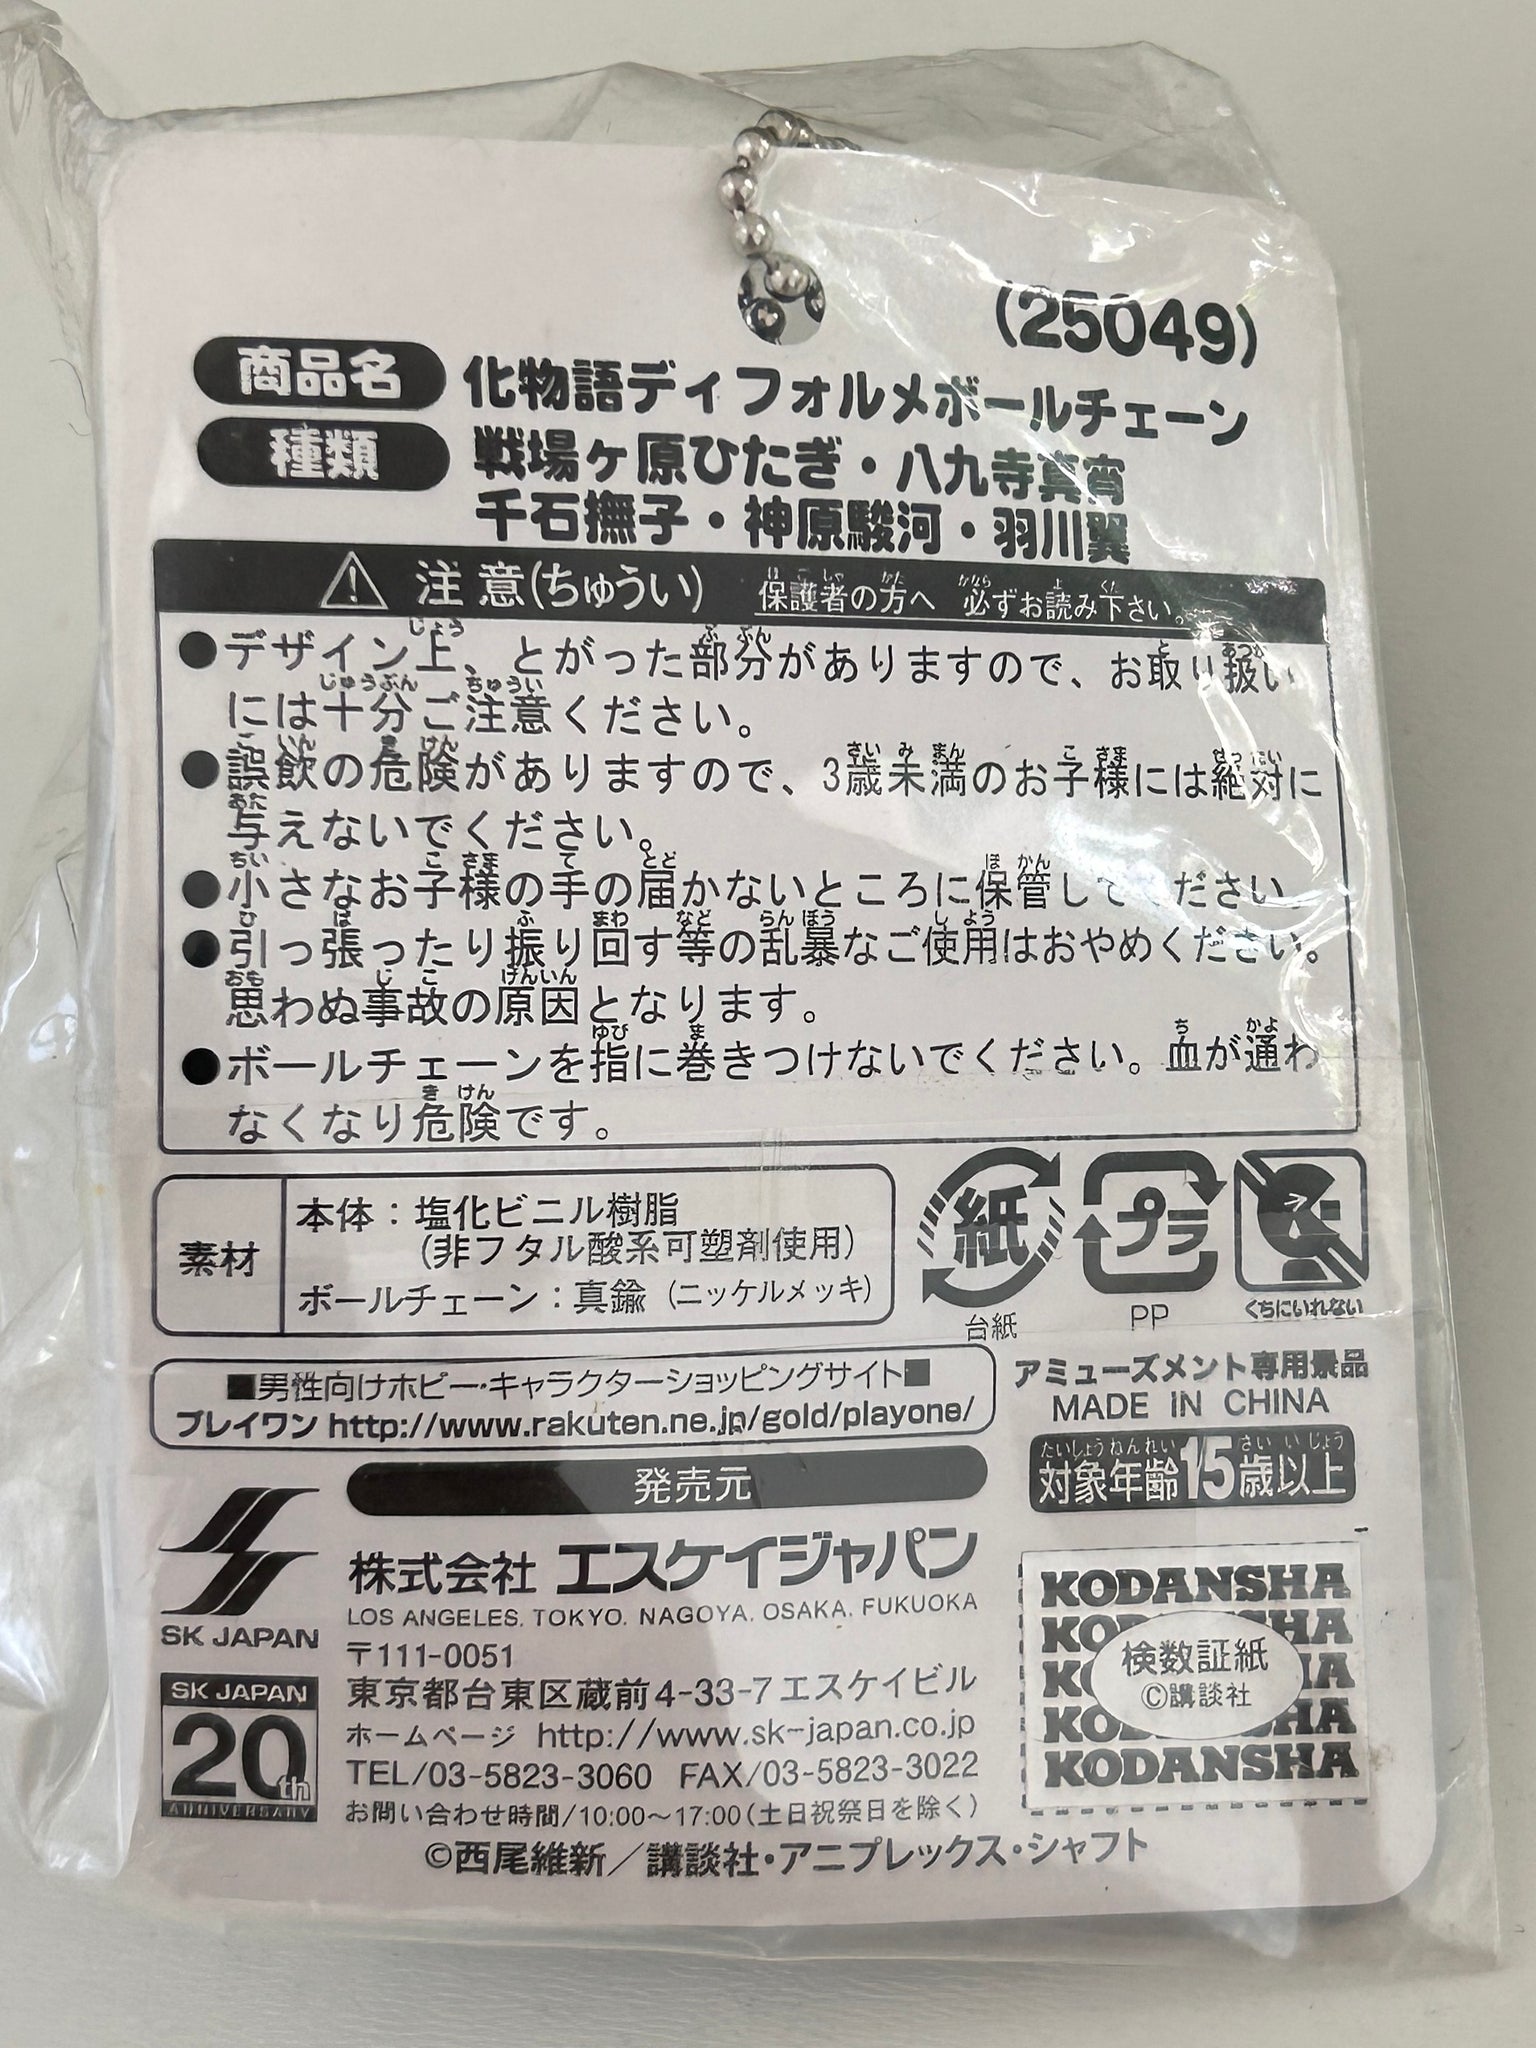 (25049)
商品名 化物語ディフォルメボールチェーン
種類 戦場ヶ原ひたぎ・八九寺真宵
千石撫子・神原駿河・羽川翼
注意(ちゅうい) 保護者の方へ 必ずお読み下さい。
●デザイン上、とがった部分がありますので、お取り扱い
には十分ご注意ください。
●誤飲の危険がありますので、3歳未満のお子様には絶対に
与えないでください。
●小さなお子様の手の届かないところに保管してください。
●引っ張ったり振り回す等の乱暴なご使用はおやめください。
思わぬ事故の原因となります。
●ボールチェーンを指に巻きつけないでください。血が通わ
なくなり危険です。
素材
本体：塩化ビニル樹脂
(非フタル酸系可塑剤使用)
ボールチェーン：真鍮(ニッケルメッキ)
紙
台紙
プラ
PP
くちにいれない
■男性向けホビー・キャラクターショッピングサイト■
プレイワン http://www.rakuten.ne.jp/gold/playone/
アミューズメント専用景品
MADE IN CHINA
対象年齢15歳以上
発売元
SK JAPAN
株式会社 エスケイジャパン
LOS ANGELES. TOKYO. NAGOYA. OSAKA. FUKUOKA
〒111-0051
東京都台東区蔵前4-33-7エスケイビル
ホームページ http://www.sk-japan.co.jp
TEL/03-5823-3060 FAX/03-5823-3022
お問い合わせ時間/10:00〜17:00(土日祝祭日を除く)
SK JAPAN
20th
ANNIVERSARY
KODANSHA
検数証紙
©講談社
KODANSHA
©西尾維新／講談社・アニプレックス・シャフト